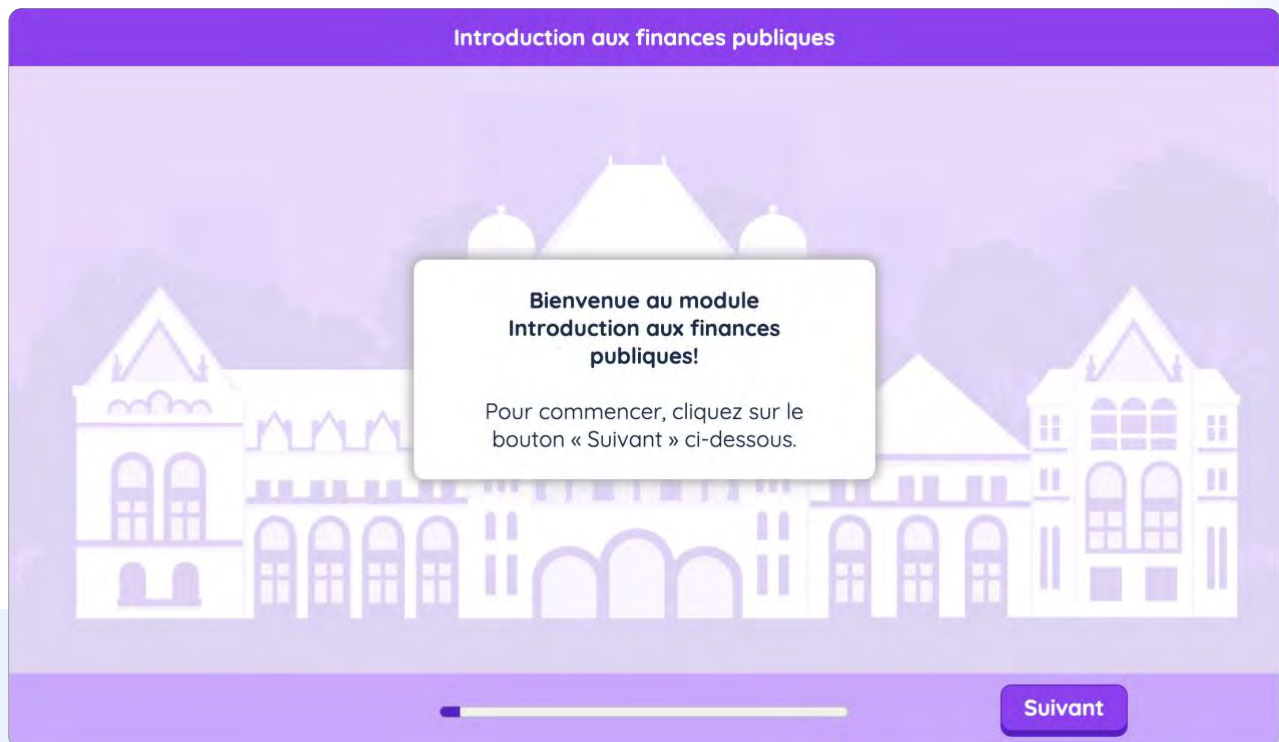 Introduction aux finances publiques
Bienvenue au module
Introduction aux finances
publiques!
Pour commencer, cliquez sur le
bouton « Suivant » ci-dessous.
Suivant